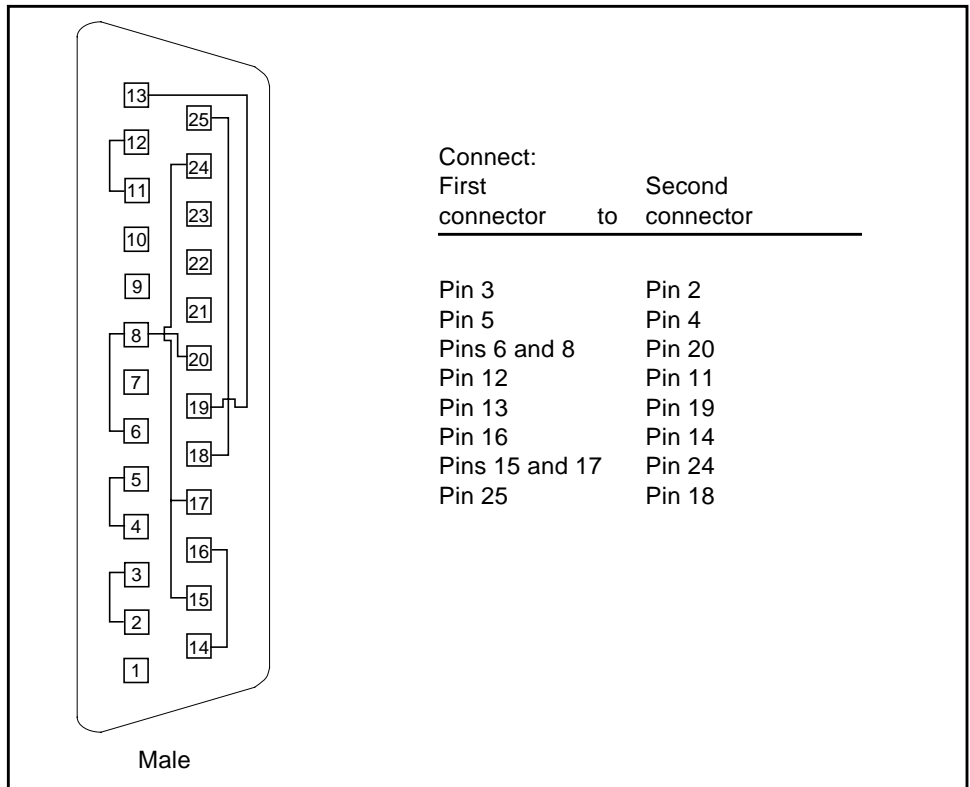 13
25
12
24
11
23
10
22
9
21
8
20
7
19
6
18
5
17
4
16
3
15
2
14
1
Male
Connect:
First Second
connector to connector
Pin 3 Pin 2
Pin 5 Pin 4
Pins 6 and 8 Pin 20
Pin 12 Pin 11
Pin 13 Pin 19
Pin 16 Pin 14
Pins 15 and 17 Pin 24
Pin 25 Pin 18